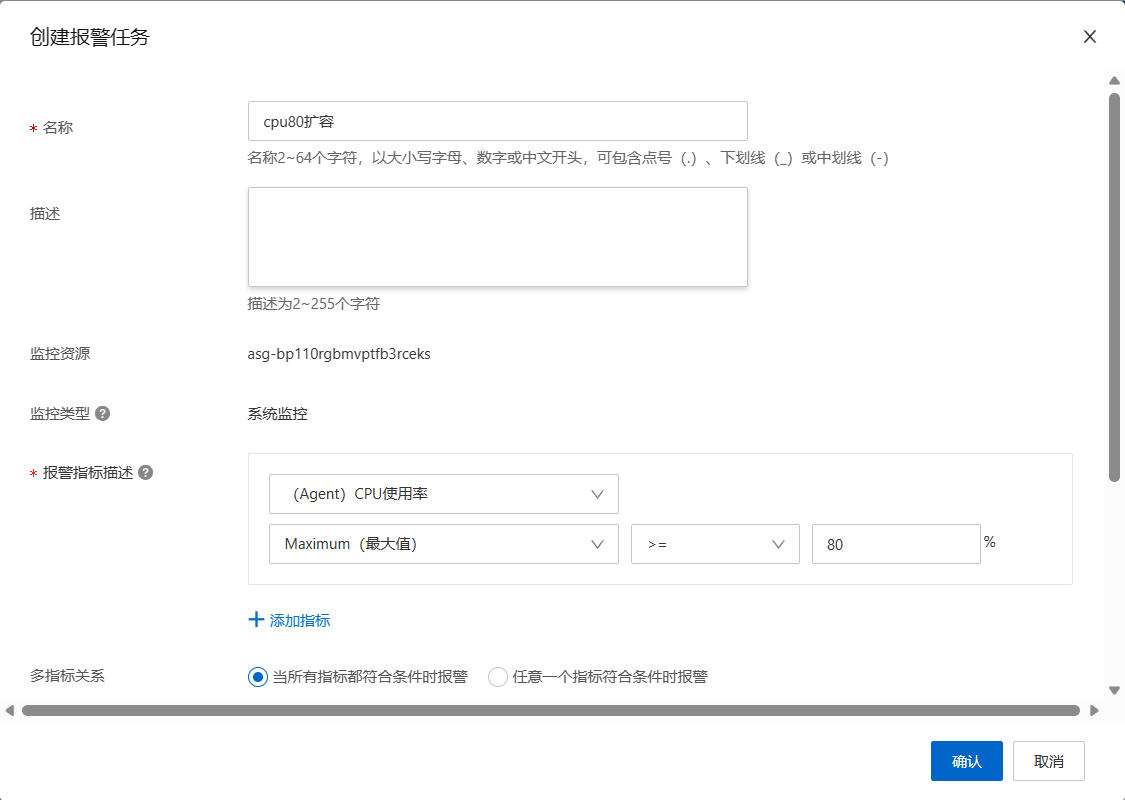 创建报警任务
* 名称
cpu80扩容
名称2~64个字符，以大小写字母、数字或中文开头，可包含点号（.）、下划线（_）或中划线（-）
描述
描述为2~255个字符
监控资源
asg-bp110rgbmvptfb3rceks
监控类型 ?
系统监控
* 报警指标描述 ?
（Agent）CPU使用率
Maximum（最大值）
>=
80
%
添加指标
多指标关系
当所有指标都符合条件时报警
任意一个指标符合条件时报警
确认
取消